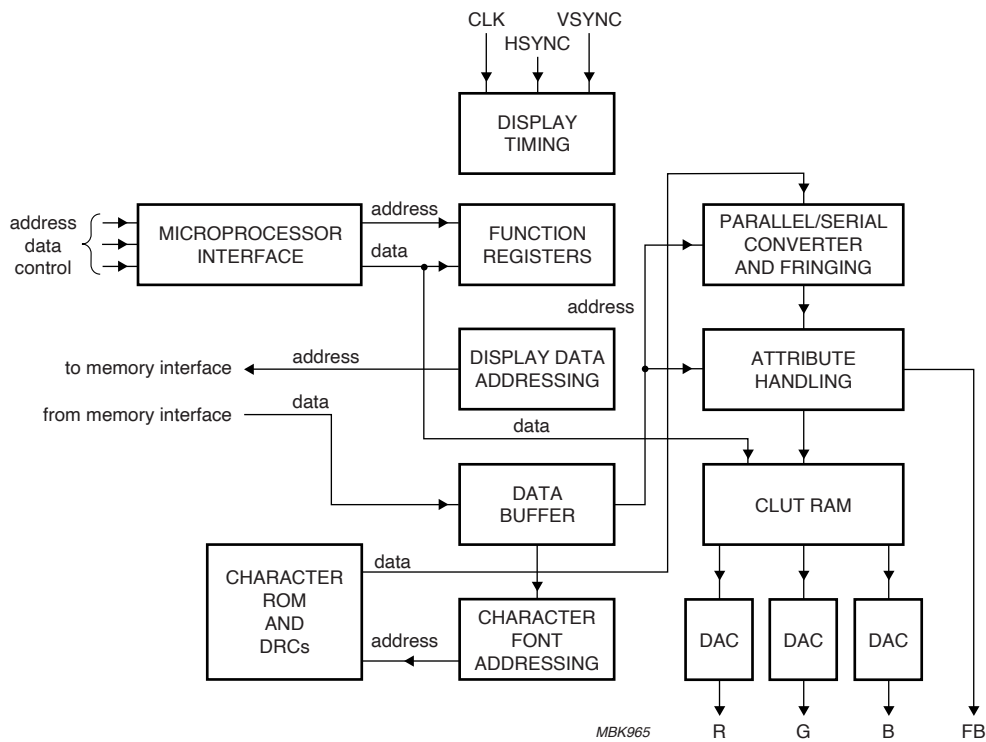 CLK
VSYNC
HSYNC
DISPLAY
TIMING
address
data
control
MICROPROCESSOR
INTERFACE
address
data
FUNCTION
REGISTERS
PARALLEL/SERIAL
CONVERTER
AND FRINGING
address
to memory interface
address
DISPLAY DATA
ADDRESSING
ATTRIBUTE
HANDLING
from memory interface
data
data
DATA
BUFFER
CLUT RAM
CHARACTER
ROM
AND
DRCs
data
address
CHARACTER
FONT
ADDRESSING
DAC
DAC
DAC
MBK965
R
G
B
FB